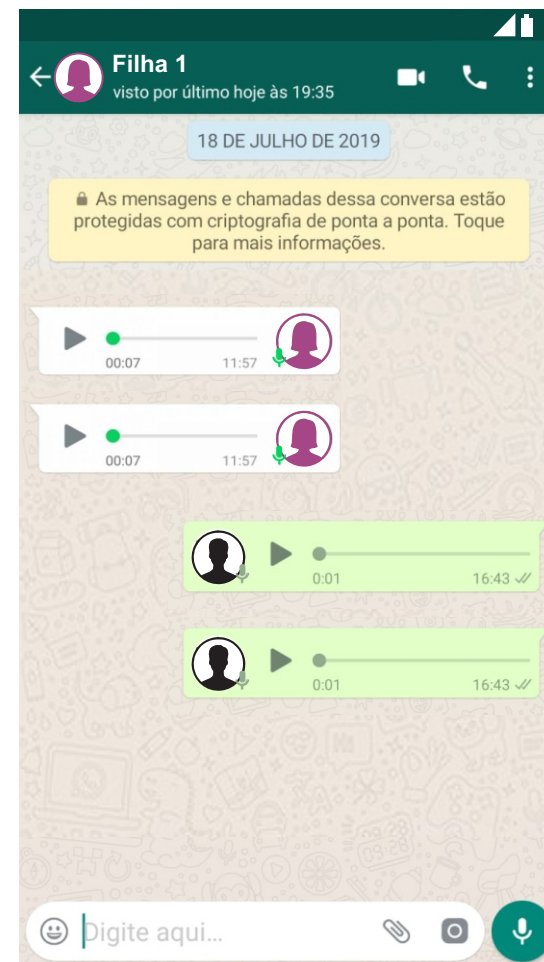 Filha 1
visto por último hoje às 19:35
18 DE JULHO DE 2019
As mensagens e chamadas dessa conversa estão
protegidas com criptografia de ponta a ponta. Toque
para mais informações.
00:07 11:57
00:07 11:57
0:01 16:43
0:01 16:43
Digite aqui...